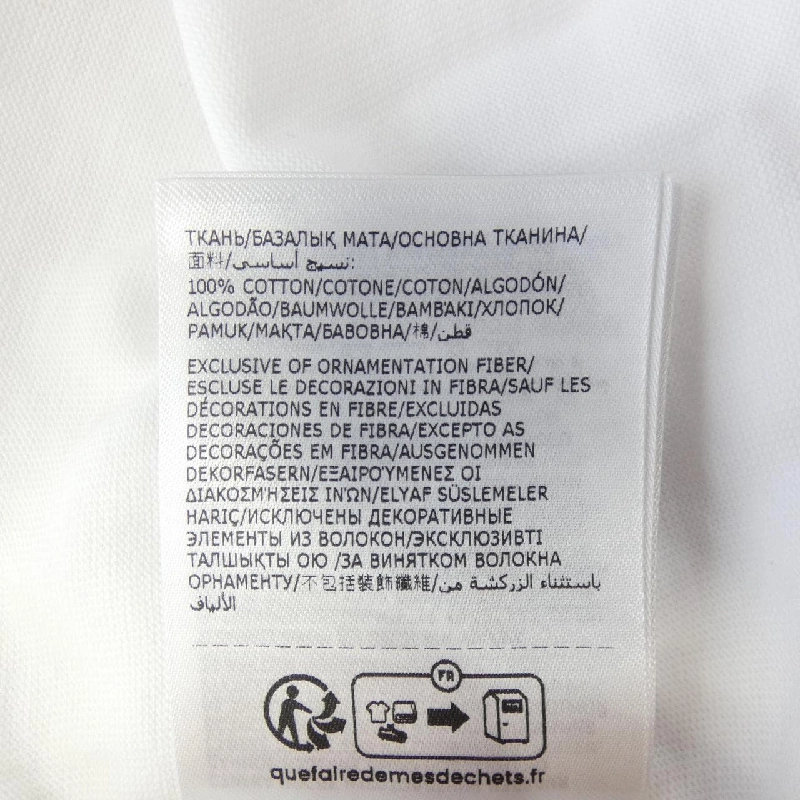 ТКАНЬ/БАЗАЛЫҚ МАТА/ОСНОВНА ТКАНИНА/
面料/نسيج أساسي:
100% COTTON/COTONE/COTON/ALGODÓN/
ALGODÃO/BAUMWOLLE/ΒΑΜΒΆΚΙ/ХЛОПОК/
PAMUK/МАҚТА/БАВОВНА/棉/قطن
EXCLUSIVE OF ORNAMENTATION FIBER/
ESCLUSE LE DECORAZIONI IN FIBRA/SAUF LES
DÉCORATIONS EN FIBRE/EXCLUIDAS
DECORACIONES DE FIBRA/EXCEPTO AS
DECORAÇÕES EM FIBRA/AUSGENOMMEN
DEKORFASERN/ΕΞΑΙΡΟΎΜΕΝΕΣ ΟΙ
ΔΙΑΚΟΣΜΉΣΕΙΣ ΙΝΏΝ/ELYAF SÜSLEMELER
HARIÇ/ИСКЛЮЧЕНЫ ДЕКОРАТИВНЫЕ
ЭЛЕМЕНТЫ ИЗ ВОЛОКОН/ЭКСКЛЮЗИВТІ
ТАЛШЫҚТЫ ОЮ /ЗА ВИНЯТКОМ ВОЛОКНА
ОРНАМЕНТУ/不包括装飾纖維/باستثناء الزركشة من
الألياف
FR
quefairedemesdechets.fr